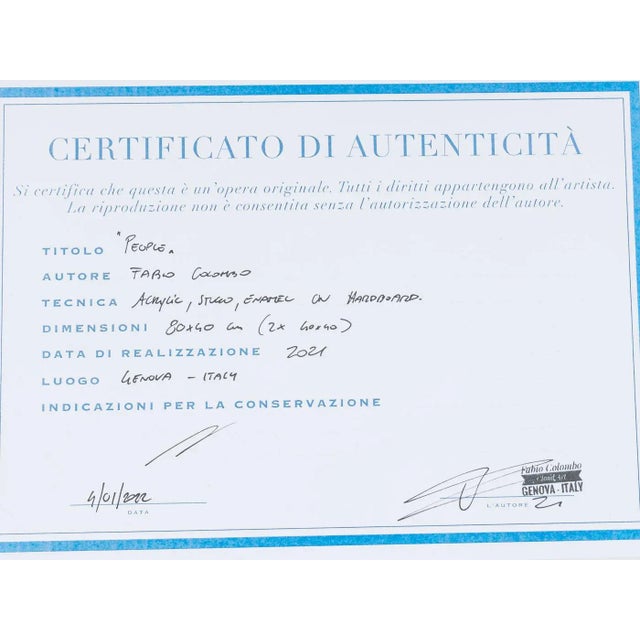 CERTIFICATO DI AUTENTICITÀ
Si certifica che questa è un'opera originale. Tutti i diritti appartengono all'artista.
La riproduzione non è consentita senza l'autorizzazione dell'autore.
TITOLO "PEOPLE"
AUTORE FABIO COLOMBO
TECNICA ACRYLIC, STUCCO, ENAMEL ON HARDBOARD.
DIMENSIONI 80x40 cm (2x 40x40)
DATA DI REALIZZAZIONE 2021
LUOGO GENOVA - ITALY
INDICAZIONI PER LA CONSERVAZIONE
4/01/2022
DATA
Fabio Colombo
Cloud Art
GENOVA - ITALY
L'AUTORE